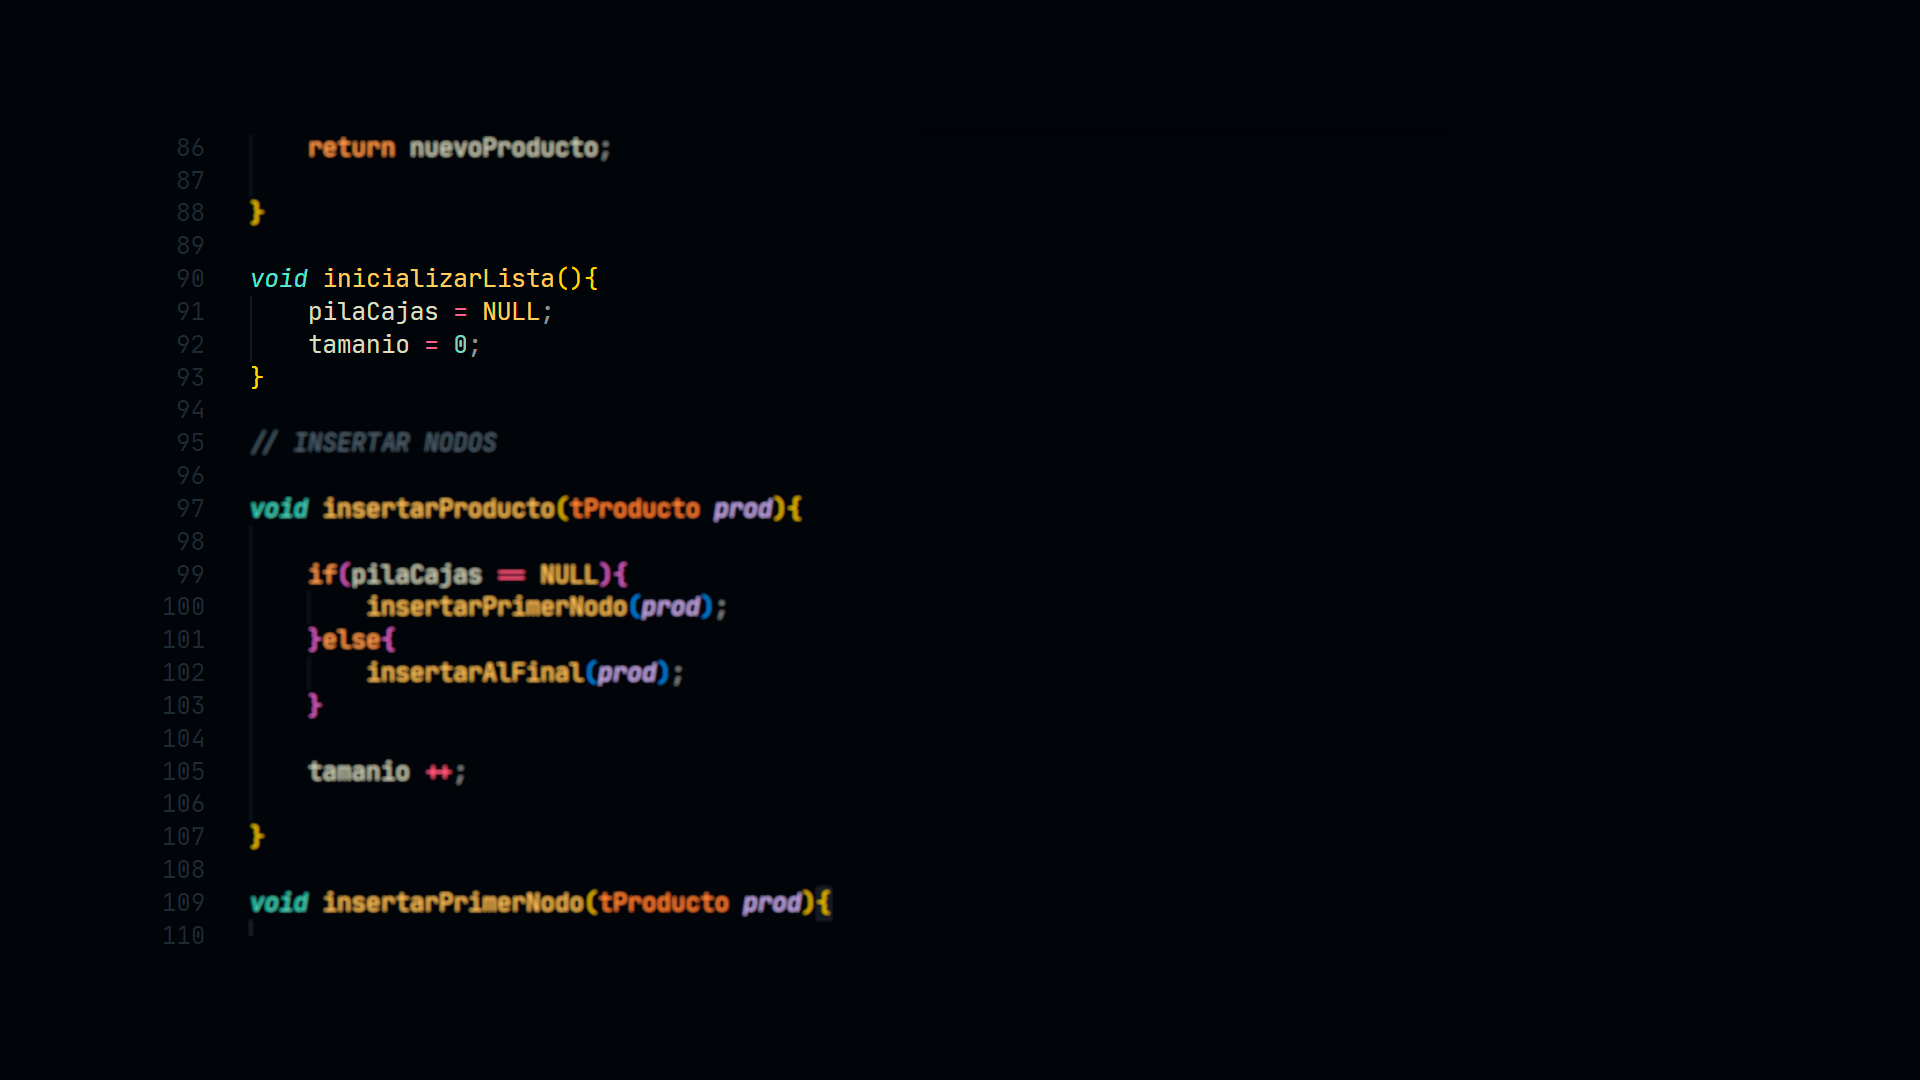 86 return nuevoProducto;
87
88 }
89
90 void inicializarLista(){
91 pilaCajas = NULL;
92 tamanio = 0;
93 }
94
95 // INSERTAR NODOS
96
97 void insertarProducto(tProducto prod){
98
99 if(pilaCajas == NULL){
100 insertarPrimerNodo(prod);
101 }else{
102 insertarAlFinal(prod);
103 }
104
105 tamanio ++;
106
107 }
108
109 void insertarPrimerNodo(tProducto prod){
110